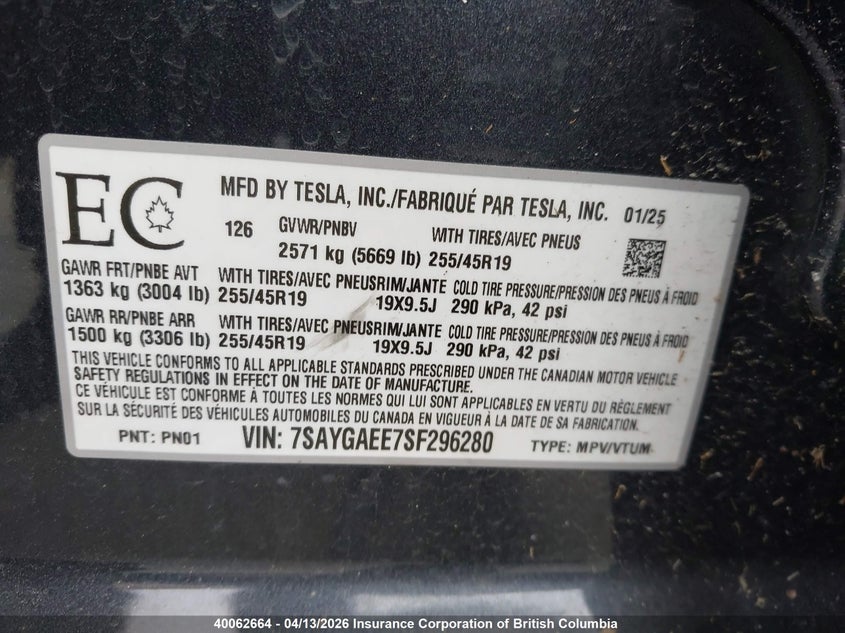 EC
MFD BY TESLA, INC./FABRIQUÉ PAR TESLA, INC. 01/25
126 GVWR/PNBV WITH TIRES/AVEC PNEUS
2571 kg (5669 lb) 255/45R19
GAWR FRT/PNBE AVT WITH TIRES/AVEC PNEUS RIM/JANTE COLD TIRE PRESSURE/PRESSION DES PNEUS À FROID
1363 kg (3004 lb) 255/45R19 19X9.5J 290 kPa, 42 psi
GAWR RR/PNBE ARR WITH TIRES/AVEC PNEUS RIM/JANTE COLD TIRE PRESSURE/PRESSION DES PNEUS À FROID
1500 kg (3306 lb) 255/45R19 19X9.5J 290 kPa, 42 psi
THIS VEHICLE CONFORMS TO ALL APPLICABLE STANDARDS PRESCRIBED UNDER THE CANADIAN MOTOR VEHICLE
SAFETY REGULATIONS IN EFFECT ON THE DATE OF MANUFACTURE.
CE VÉHICULE EST CONFORME À TOUTES LES NORMES QUI LUI SONT APPLICABLES EN VERTU DU RÈGLEMENT
SUR LA SÉCURITÉ DES VÉHICULES AUTOMOBILES DU CANADA EN VIGUEUR À LA DATE DE SA FABRICATION
PNT: PN01 VIN: 7SAYGAEE7SF296280 TYPE: MPV/VTUM
40062664 - 04/13/2026 Insurance Corporation of British Columbia